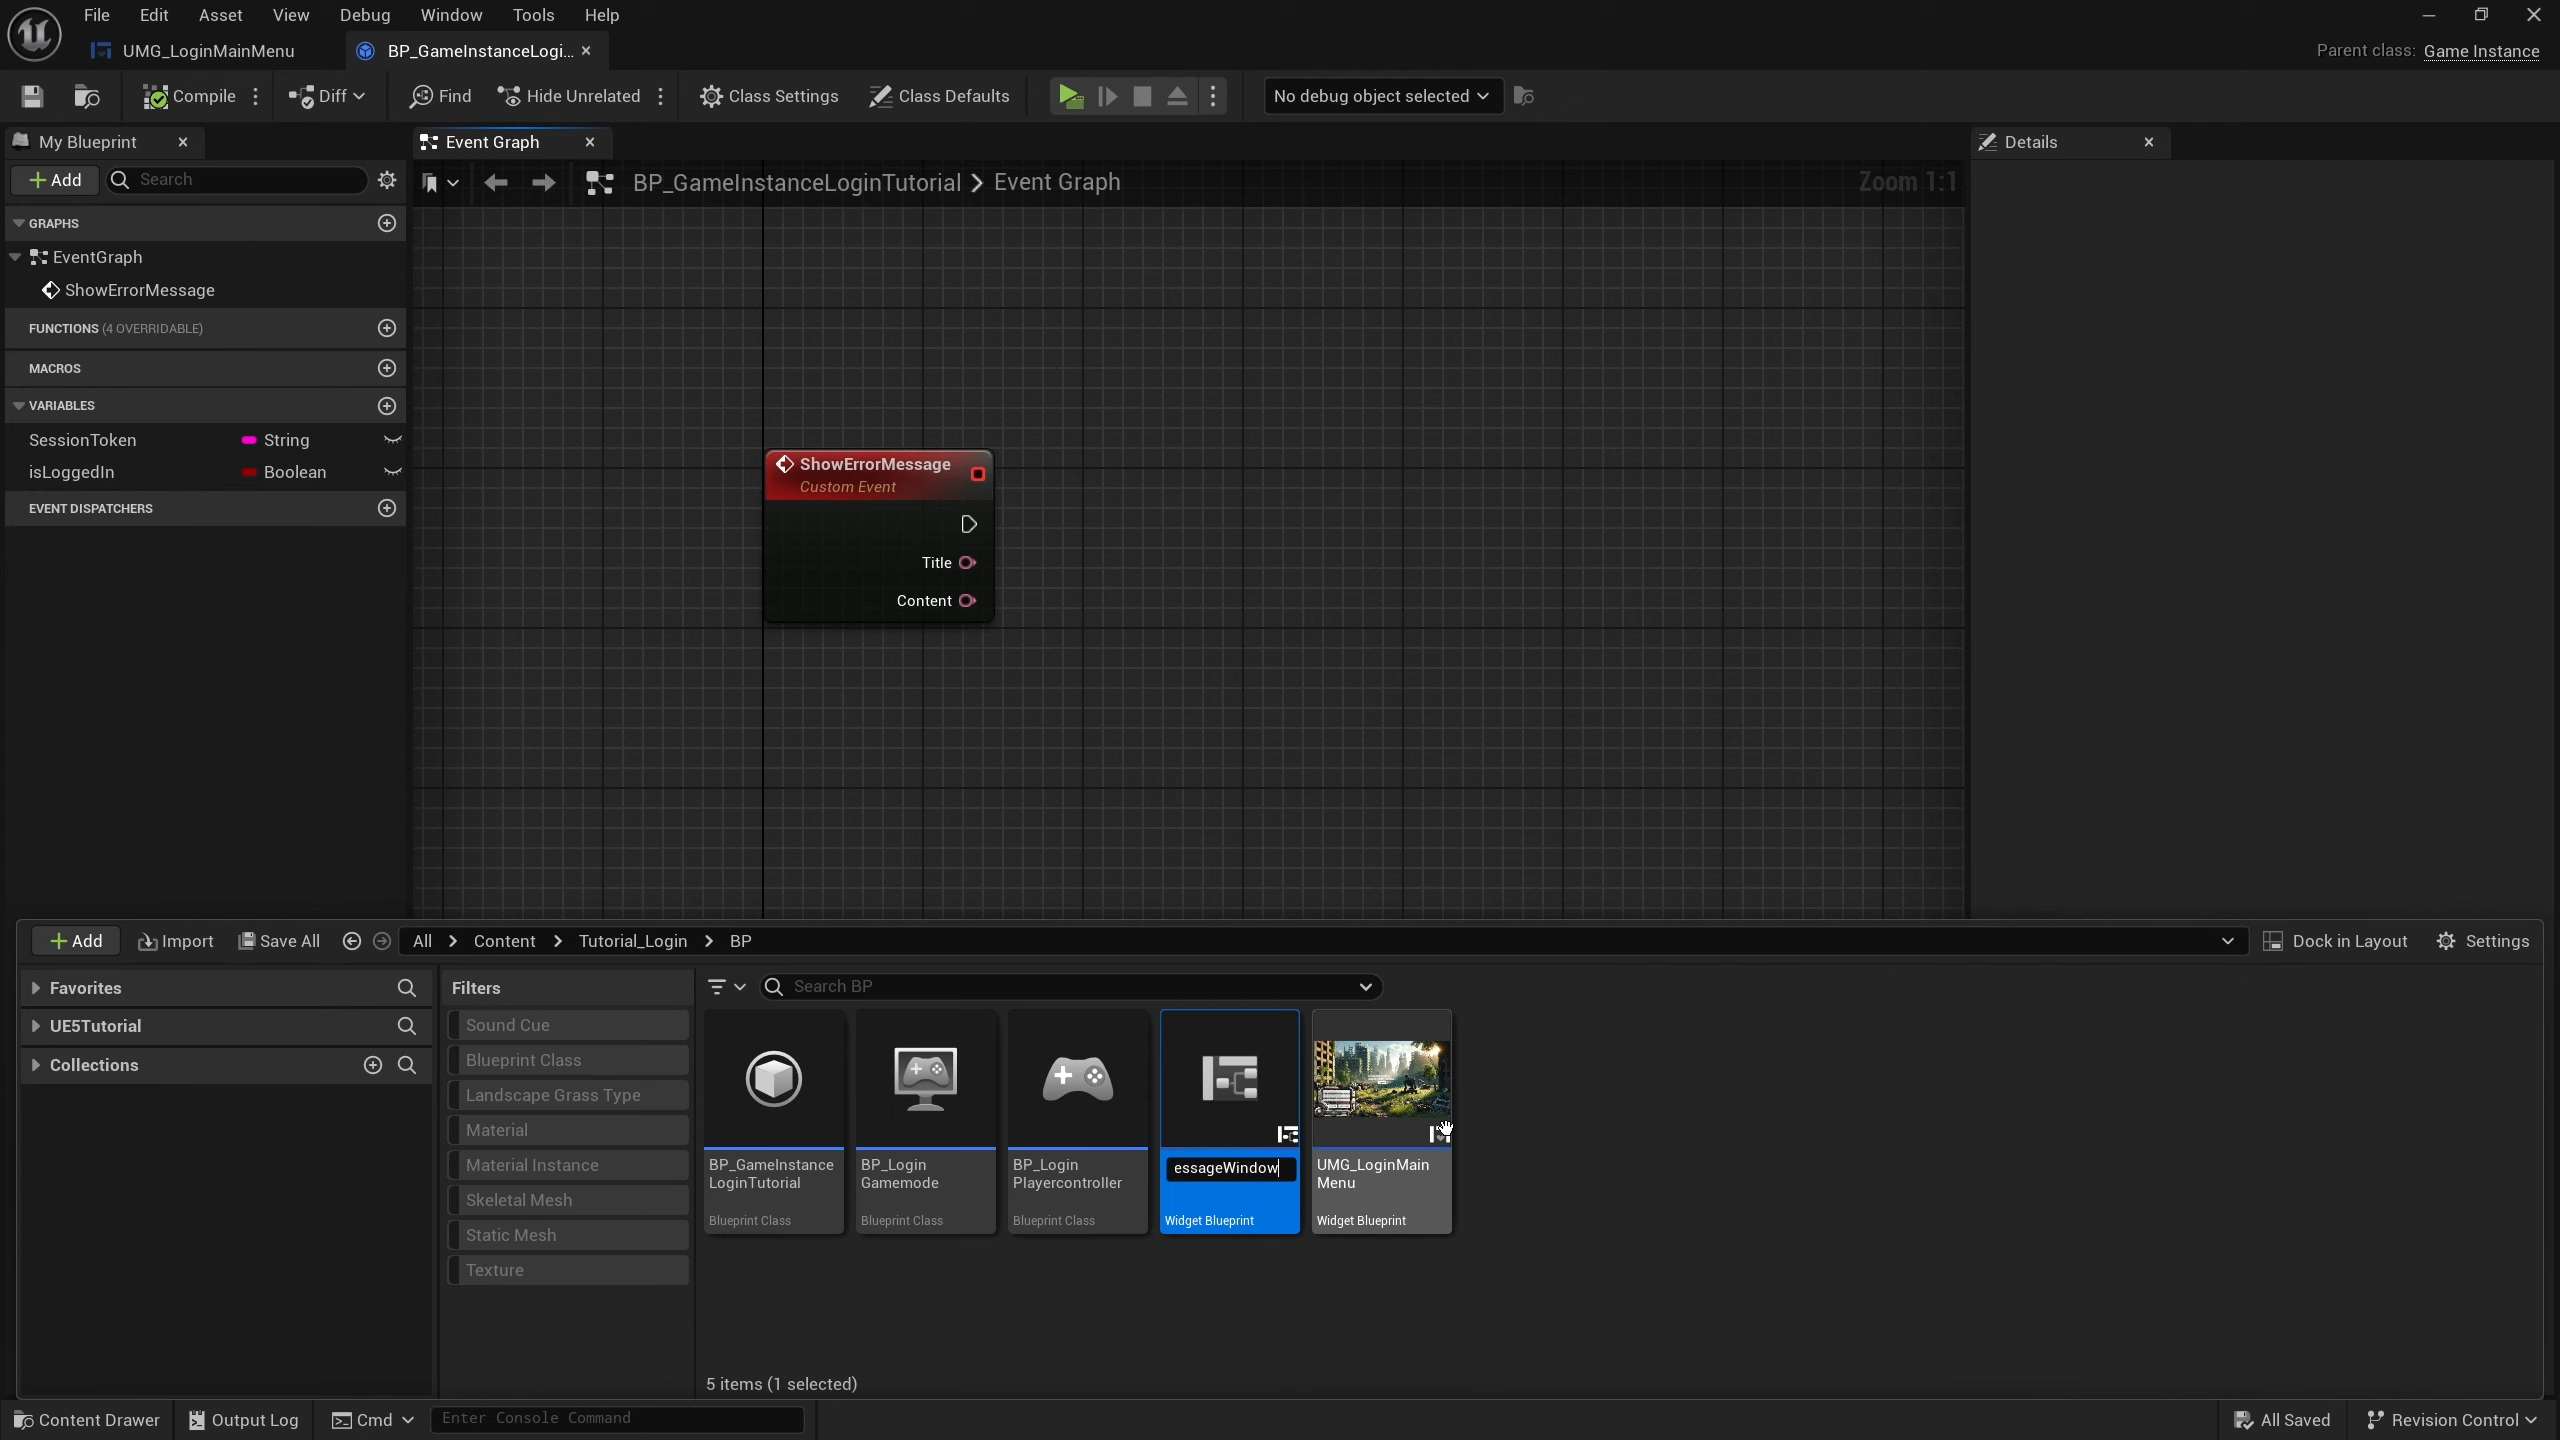 File Edit Asset View Debug Window Tools Help
UMG_LoginMainMenu BP_GameInstanceLogi... Parent class: Game Instance
Compile Diff Find Hide Unrelated Class Settings Class Defaults No debug object selected
My Blueprint Event Graph Details
Add Search BP_GameInstanceLoginTutorial > Event Graph Zoom 1:1
GRAPHS
EventGraph
ShowErrorMessage
FUNCTIONS (4 OVERRIDABLE)
MACROS
VARIABLES
SessionToken String
isLoggedIn Boolean
EVENT DISPATCHERS
ShowErrorMessage
Custom Event
Title
Content
Add Import Save All All > Content > Tutorial_Login > BP Dock in Layout Settings
Favorites Filters Search BP
UE5Tutorial
Collections
Sound Cue
Blueprint Class
Landscape Grass Type
Material
Material Instance
Skeletal Mesh
Static Mesh
Texture
BP_GameInstance
LoginTutorial
Blueprint Class
BP_Login
Gamemode
Blueprint Class
BP_Login
Playercontroller
Blueprint Class
essageWindow
Widget Blueprint
UMG_LoginMain
Menu
Widget Blueprint
5 items (1 selected)
Content Drawer Output Log Cmd Enter Console Command All Saved Revision Control